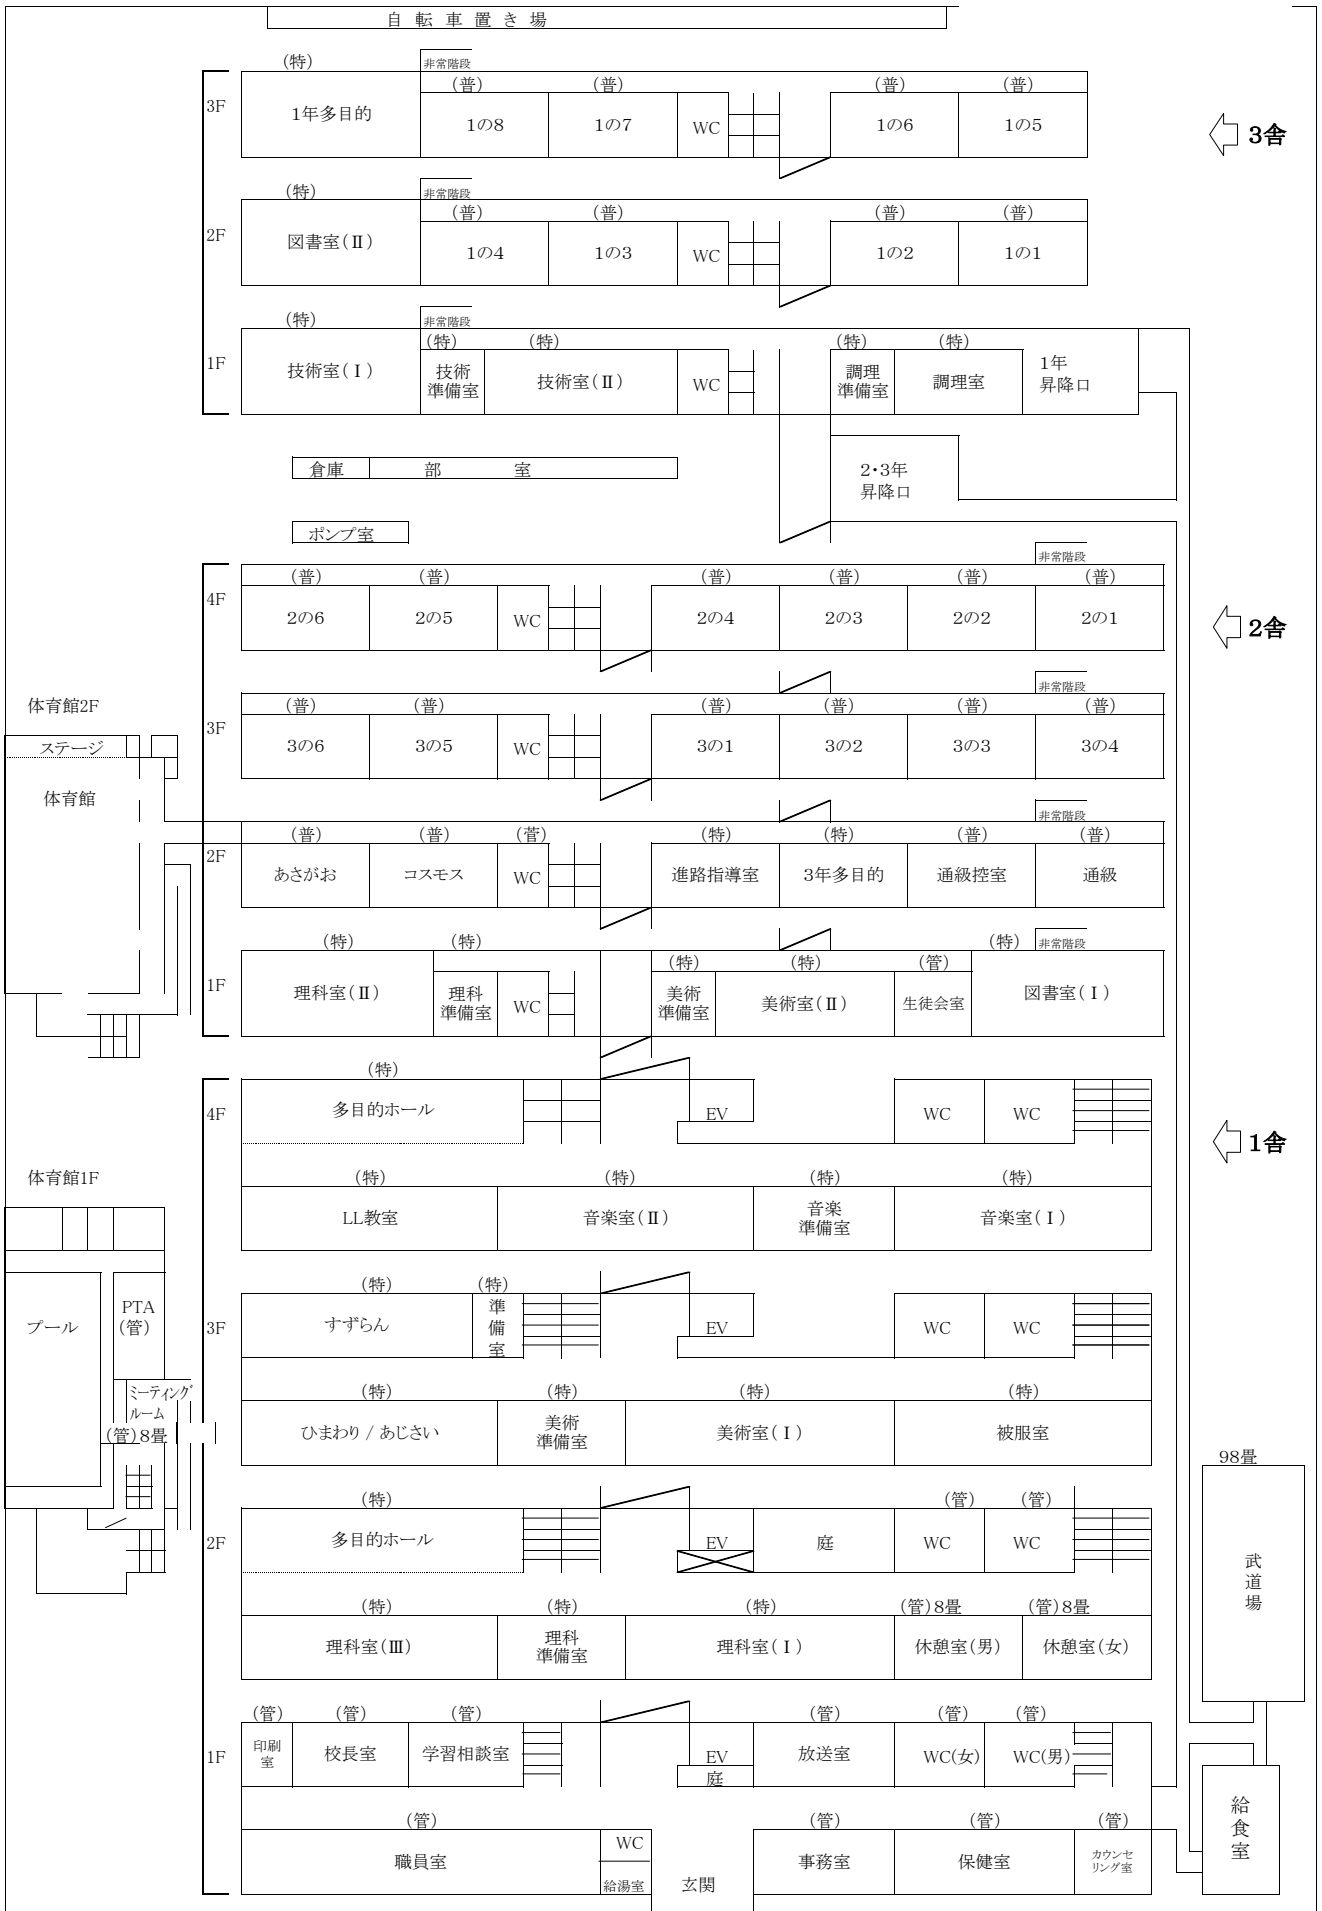 自 転 車 置 き 場
(特) 非常階段
(普) (普) (普) (普)
3F 1年多目的 1の8 1の7 WC 1の6 1の5 3舎
(特) 非常階段
(普) (普) (普) (普)
2F 図書室(Ⅱ) 1の4 1の3 WC 1の2 1の1
(特) 非常階段
(特) (特) (特) (特)
1F 技術室(Ⅰ) 技術 技術室(Ⅱ) WC 調理 調理室 1年
準備室 準備室 昇降口
倉庫 部 室 2・3年
昇降口
ポンプ室
非常階段
(普) (普) (普) (普) (普) (普)
4F 2の6 2の5 WC 2の4 2の3 2の2 2の1 2舎
非常階段
体育館2F (普) (普) (普) (普) (普) (普)
ステージ 3F 3の6 3の5 WC 3の1 3の2 3の3 3の4
体育館
非常階段
(普) (普) (菅) (特) (特) (普) (普)
2F あさがお コスモス WC 進路指導室 3年多目的 通級控室 通級
(特) (特) (特) 非常階段
(特) (特) (管)
1F 理科室(Ⅱ) 理科 WC 美術 美術室(Ⅱ) 生徒会室 図書室(Ⅰ)
準備室 準備室
(特)
4F 多目的ホール EV WC WC 1舎
体育館1F (特) (特) (特) (特)
LL教室 音楽室(Ⅱ) 音楽 音楽室(Ⅰ)
準備室
(特) (特)
プール PTA 3F すずらん 準 EV WC WC
(管) 備
室
ミーティング (特) (特) (特) (特)
ルーム
(管)8畳 ひまわり / あじさい 美術 美術室(Ⅰ) 被服室
準備室
98畳
(特) (管) (管)
2F 多目的ホール EV 庭 WC WC
武
道
場
(特) (特) (特) (管)8畳 (管)8畳
理科室(Ⅲ) 理科 理科室(Ⅰ) 休憩室(男) 休憩室(女)
準備室
(管) (管) (管) (管) (管) (管)
1F 印刷 校長室 学習相談室 EV 放送室 WC(女) WC(男)
室 庭
給
食
室
(管) (管) (管) (管)
職員室 WC 事務室 保健室 カウンセ
リング室
給湯室 玄関